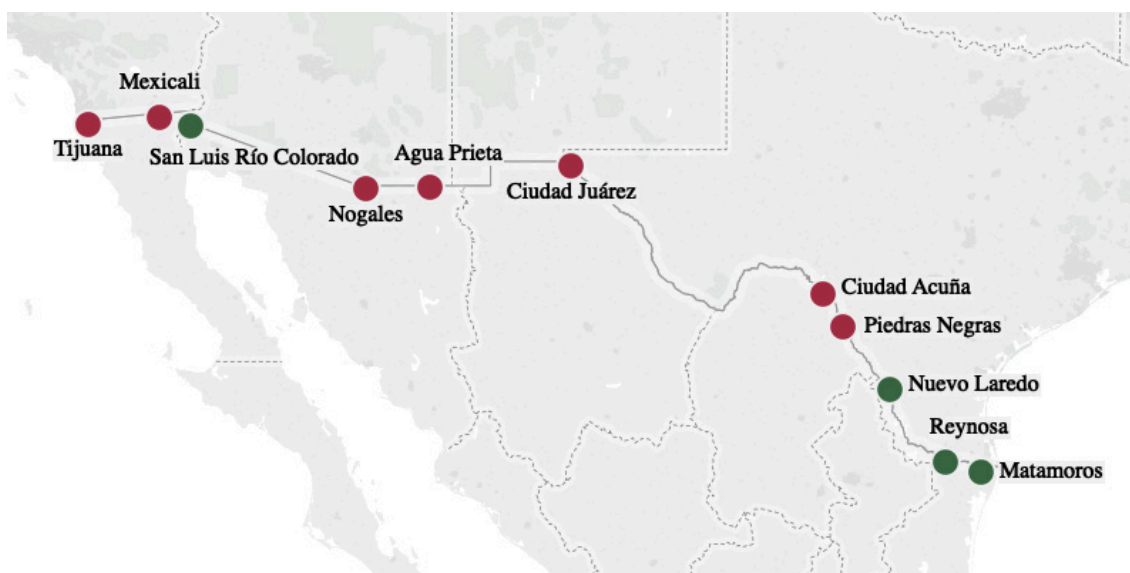 Mexicali
Tijuana
San Luis Río Colorado
Agua Prieta
Nogales
Ciudad Juárez
Ciudad Acuña
Piedras Negras
Nuevo Laredo
Reynosa
Matamoros